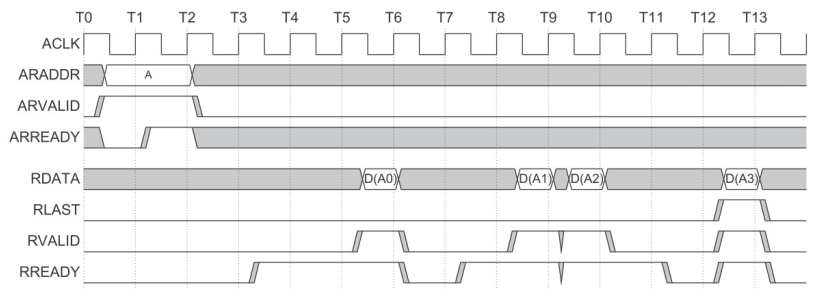 T0 T1 T2 T3 T4 T5 T6 T7 T8 T9 T10 T11 T12 T13
ACLK
ARADDR A
ARVALID
ARREADY
RDATA D(A0) D(A1) D(A2) D(A3)
RLAST
RVALID
RREADY